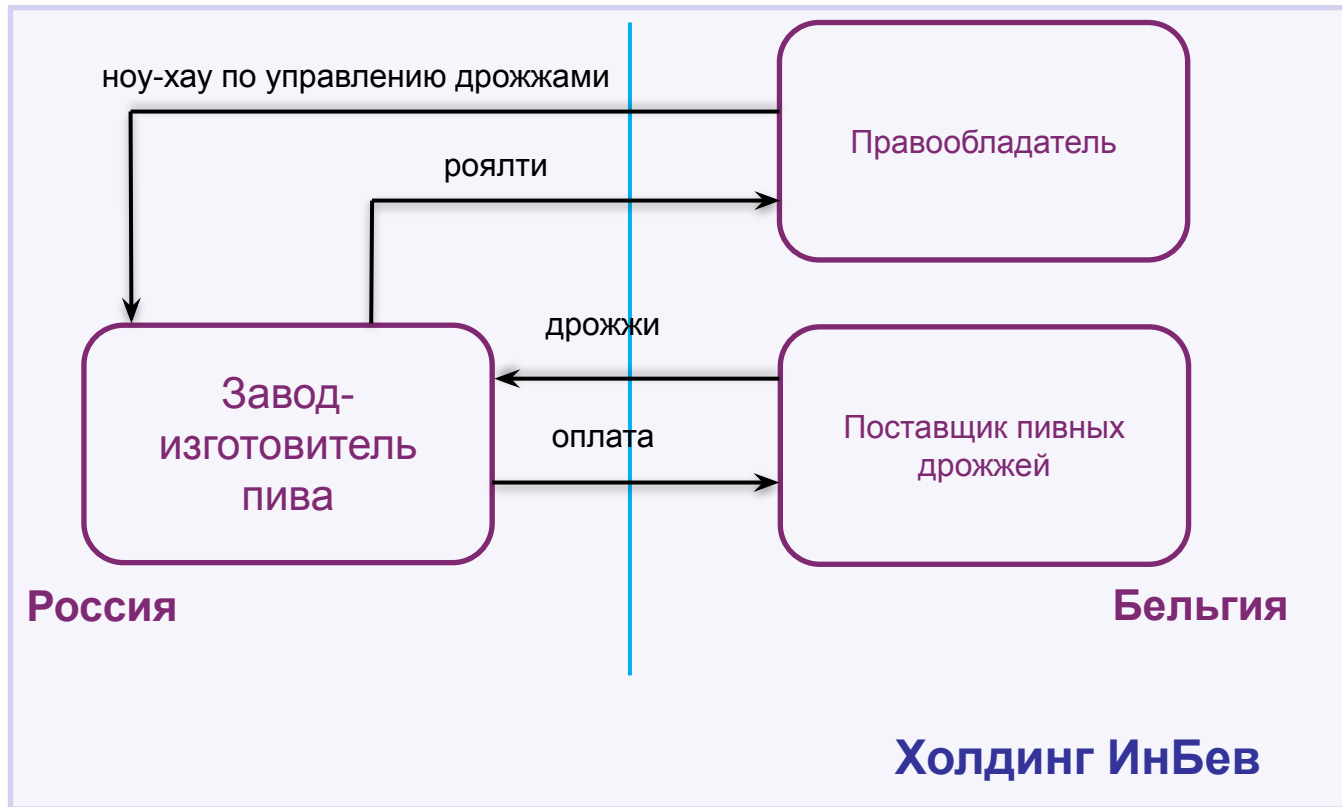 ноу-хау по управлению дрожжами
Правообладатель
роялти
дрожжи
Завод-
изготовитель
пива
оплата
Поставщик пивных
дрожжей
Россия
Бельгия
Холдинг ИнБев